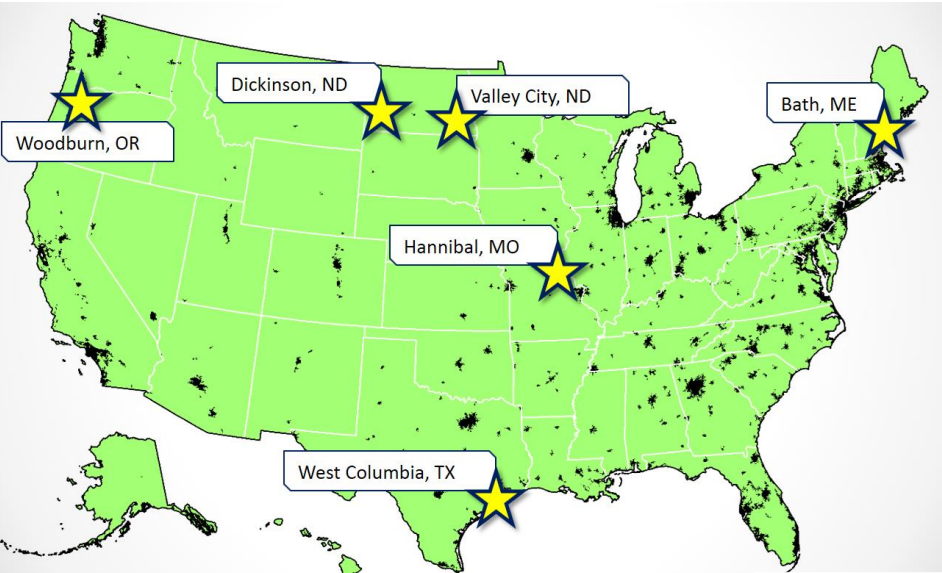 Dickinson, ND
Valley City, ND
Bath, ME
Woodburn, OR
Hannibal, MO
West Columbia, TX